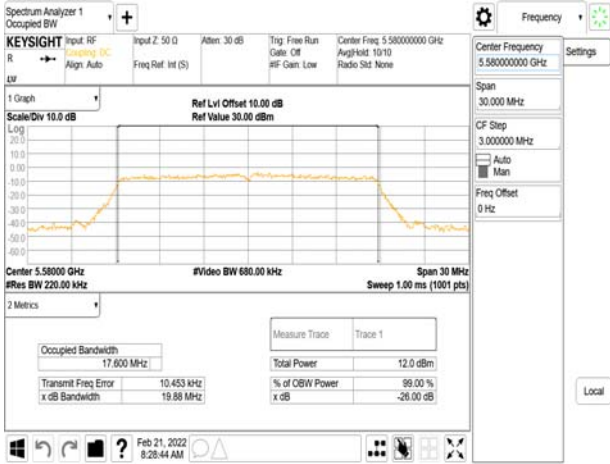 Spectrum Analyzer 1
Occupied BW
Frequency
KEYSIGHT
R
LXI
Input: RF
Coupling: DC
Align: Auto
Input Z: 50 Ω
Freq Ref: Int (S)
Atten: 30 dB
Trig: Free Run
Gate: Off
#IF Gain: Low
Center Freq: 5.580000000 GHz
Avg|Hold: 10/10
Radio Std: None
Center Frequency
5.580000000 GHz
Settings
Span
30.000 MHz
CF Step
3.000000 MHz
Auto
Man
Freq Offset
0 Hz
1 Graph
Scale/Div 10.0 dB
Ref Lvl Offset 10.00 dB
Ref Value 30.00 dBm
Log
20.0
10.0
0.00
-10.0
-20.0
-30.0
-40.0
-50.0
-60.0
Center 5.58000 GHz
#Res BW 220.00 kHz
#Video BW 680.00 kHz
Span 30 MHz
Sweep 1.00 ms (1001 pts)
2 Metrics
Measure Trace Trace 1
Occupied Bandwidth
17.600 MHz
Total Power 12.0 dBm
Transmit Freq Error 10.453 kHz
% of OBW Power 99.00 %
x dB Bandwidth 19.88 MHz
x dB -26.00 dB
Local
Feb 21, 2022
8:28:44 AM